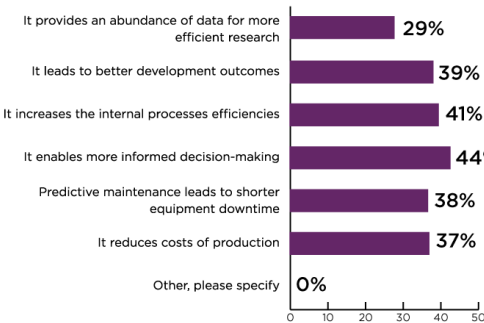 It provides an abundance of data for more
efficient research
29%
It leads to better development outcomes
39%
It increases the internal processes efficiencies
41%
It enables more informed decision-making
44
Predictive maintenance leads to shorter
equipment downtime
38%
It reduces costs of production
37%
Other, please specify
0%
0 10 20 30 40 50